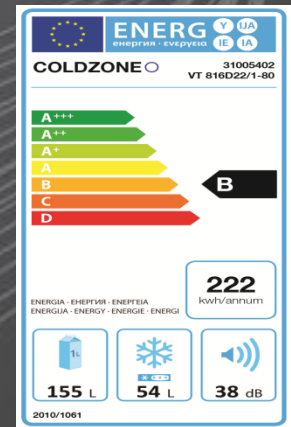 ENERG
енергия · ενεργεια
Y IJA
IE IA
COLDZONE
31005402
VT 816D22/1-80
A+++
A++
A+
A
B
C
D
B
222
kwh/annum
ENERGIA · ЕНЕРГИЯ · ΕΝΕΡΓΕΙΑ
ENERGIJA · ENERGY · ENERGIE · ENERGI
1L
155 L
54 L
38 dB
2010/1061